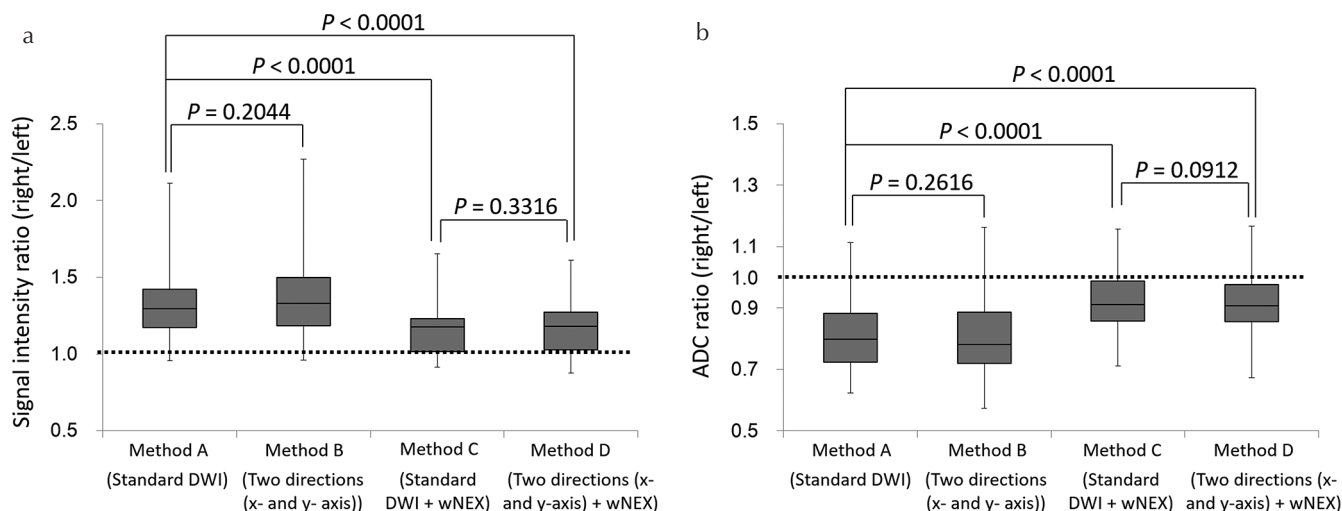 a
P < 0.0001
P < 0.0001
P = 0.2044
P = 0.3316
Signal intensity ratio (right/left)
2.5
2.0
1.5
1.0
0.5
Method A
(Standard DWI)
Method B
(Two directions
(x- and y- axis))
Method C
(Standard
DWI + wNEX)
Method D
(Two directions (x-
and y-axis) + wNEX)
b
P < 0.0001
P < 0.0001
P = 0.2616
P = 0.0912
ADC ratio (right/left)
1.5
1.3
1.1
1.0
0.9
0.7
0.5
Method A
(Standard DWI)
Method B
(Two directions
(x- and y- axis))
Method C
(Standard
DWI + wNEX)
Method D
(Two directions (x-
and y-axis) + wNEX)